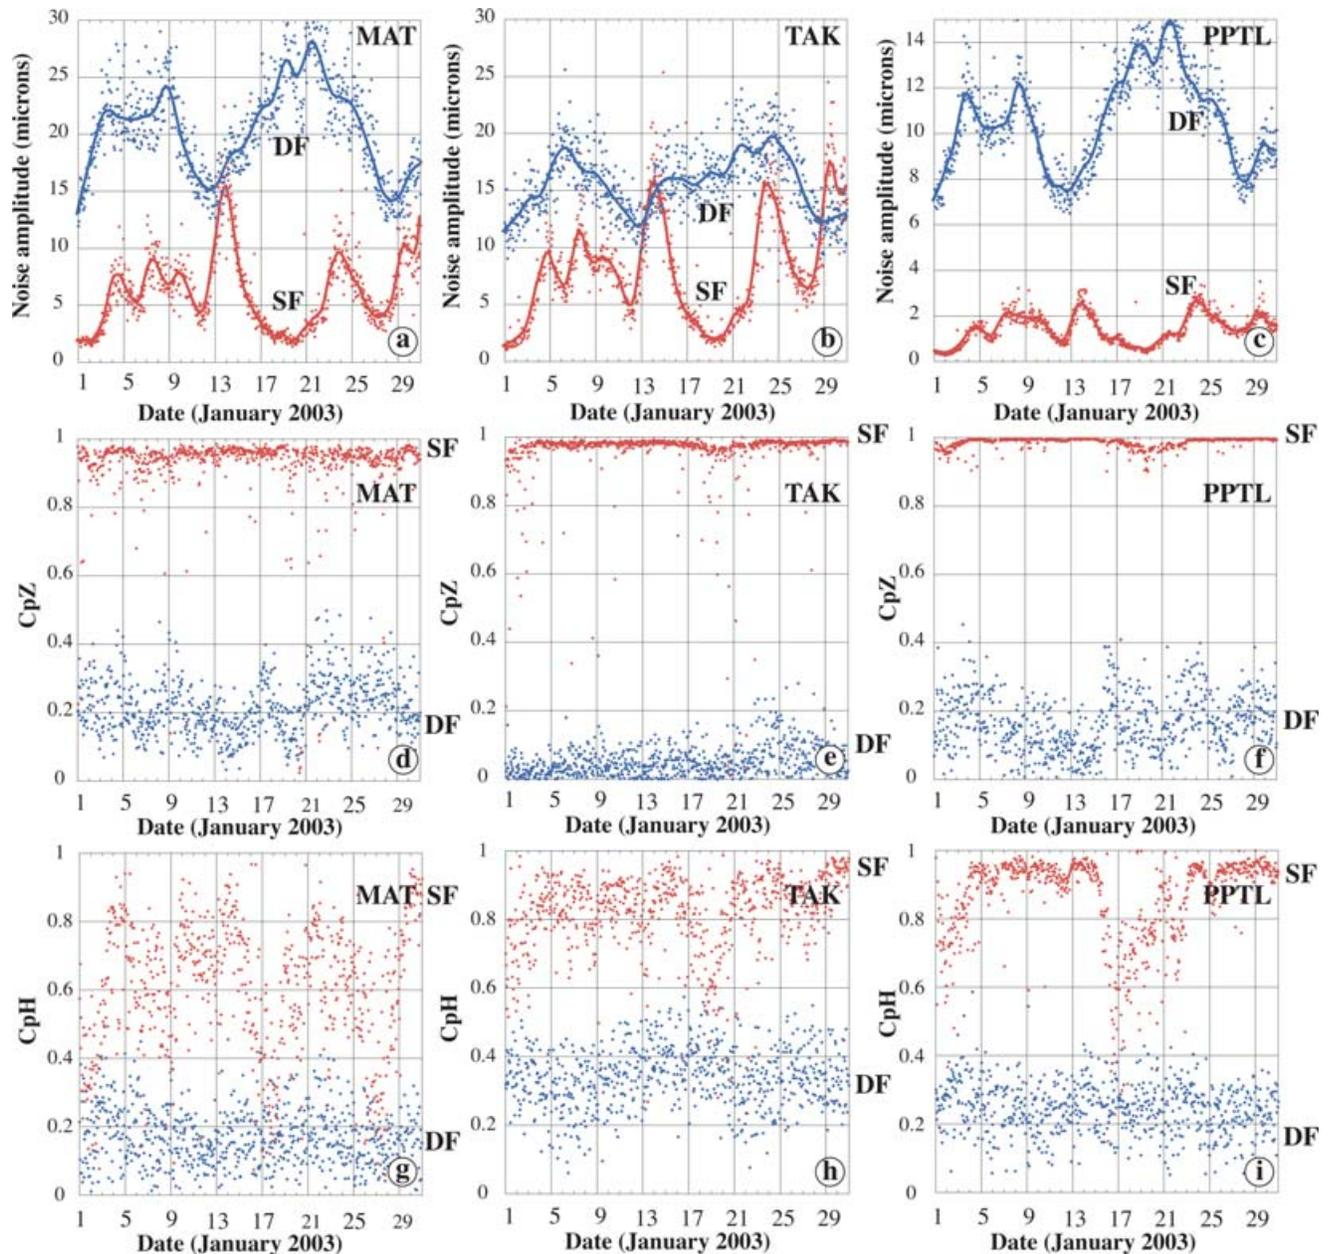 Noise amplitude (microns)
30
25
20
15
10
5
0
MAT
DF
SF
a
1 5 9 13 17 21 25 29
Date (January 2003)
Noise amplitude (microns)
30
25
20
15
10
5
0
TAK
DF
SF
b
1 5 9 13 17 21 25 29
Date (January 2003)
Noise amplitude (microns)
14
12
10
8
6
4
2
0
PPTL
DF
SF
c
1 5 9 13 17 21 25 29
Date (January 2003)
CpZ
1
0.8
0.6
0.4
0.2
0
SF
MAT
DF
d
1 5 9 13 17 21 25 29
Date (January 2003)
CpZ
1
0.8
0.6
0.4
0.2
0
SF
TAK
DF
e
1 5 9 13 17 21 25 29
Date (January 2003)
CpZ
1
0.8
0.6
0.4
0.2
0
SF
PPTL
DF
f
1 5 9 13 17 21 25 29
Date (January 2003)
CpH
1
0.8
0.6
0.4
0.2
0
MAT SF
DF
g
1 5 9 13 17 21 25 29
Date (January 2003)
CpH
1
0.8
0.6
0.4
0.2
0
SF
TAK
DF
h
1 5 9 13 17 21 25 29
Date (January 2003)
CpH
1
0.8
0.6
0.4
0.2
0
SF
PPTL
DF
i
1 5 9 13 17 21 25 29
Date (January 2003)